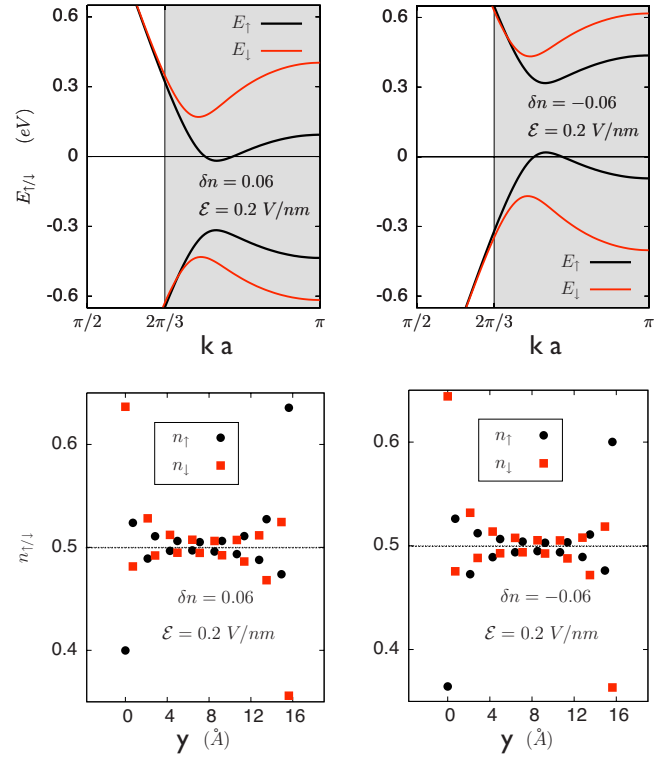 0.6
0.3
0
-0.3
-0.6
E↑/↓ (eV)
E↑
E↓
δn = 0.06
ℰ = 0.2 V/nm
π/2
2π/3
π
k a
0.6
0.3
0
-0.3
-0.6
δn = −0.06
ℰ = 0.2 V/nm
E↑
E↓
π/2
2π/3
π
k a
0.6
0.5
0.4
n↑/↓
n↑
n↓
δn = 0.06
ℰ = 0.2 V/nm
0 4 8 12 16
y (Å)
0.6
0.5
0.4
n↑
n↓
δn = −0.06
ℰ = 0.2 V/nm
0 4 8 12 16
y (Å)